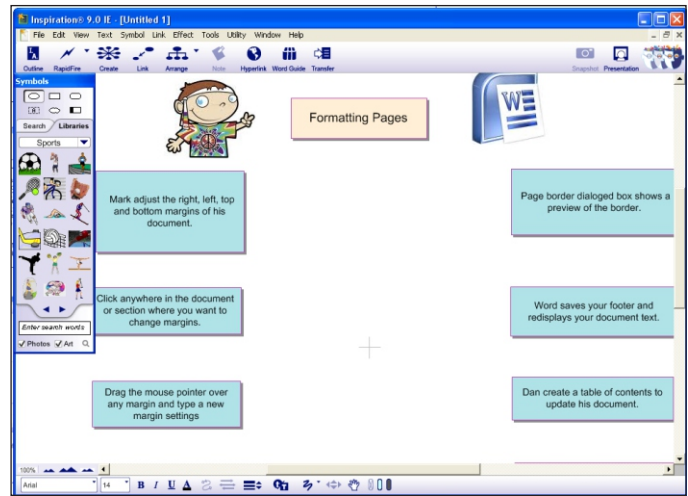 Inspiration® 9.0 IE - [Untitled 1]
File Edit View Text Symbol Link Effect Tools Utility Window Help
Outline RapidFire Create Link Arrange Note Hyperlink Word Guide Transfer Snapshot Presentation
Symbols
Search Libraries
Sports
Enter search words
Photos Art
W
Formatting Pages
Mark adjust the right, left, top
and bottom margins of his
document.
Click anywhere in the document
or section where you want to
change margins.
Drag the mouse pointer over
any margin and type a new
margin settings
Page border dialoged box shows a
preview of the border.
Word saves your footer and
redisplays your document text.
Dan create a table of contents to
update his document.
100%
Arial 14 B I U A